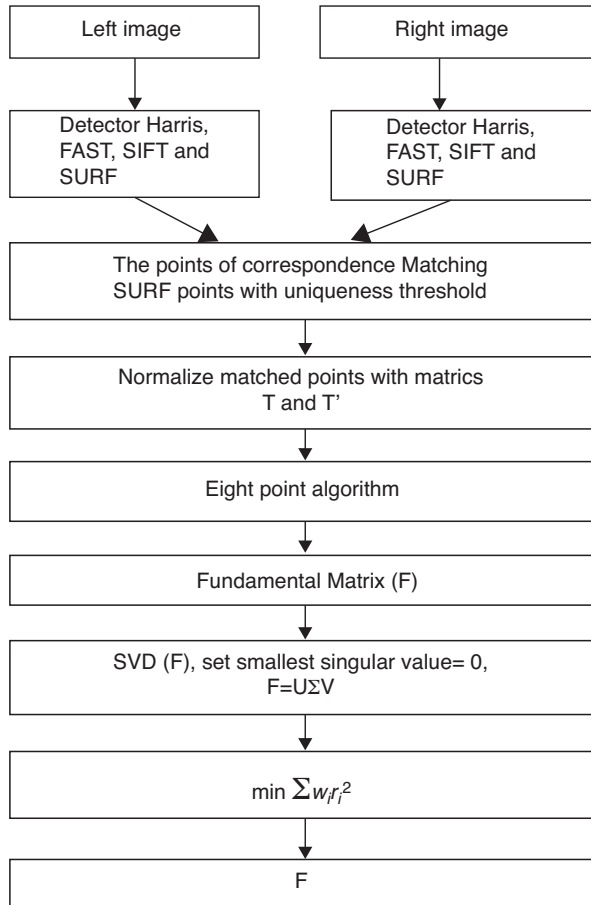 Left image
Right image
Detector Harris,
FAST, SIFT and
SURF
Detector Harris,
FAST, SIFT and
SURF
The points of correspondence Matching
SURF points with uniqueness threshold
Normalize matched points with matrics
T and T’
Eight point algorithm
Fundamental Matrix (F)
SVD (F), set smallest singular value= 0,
F=UΣV
min Σwᵢrᵢ²
F